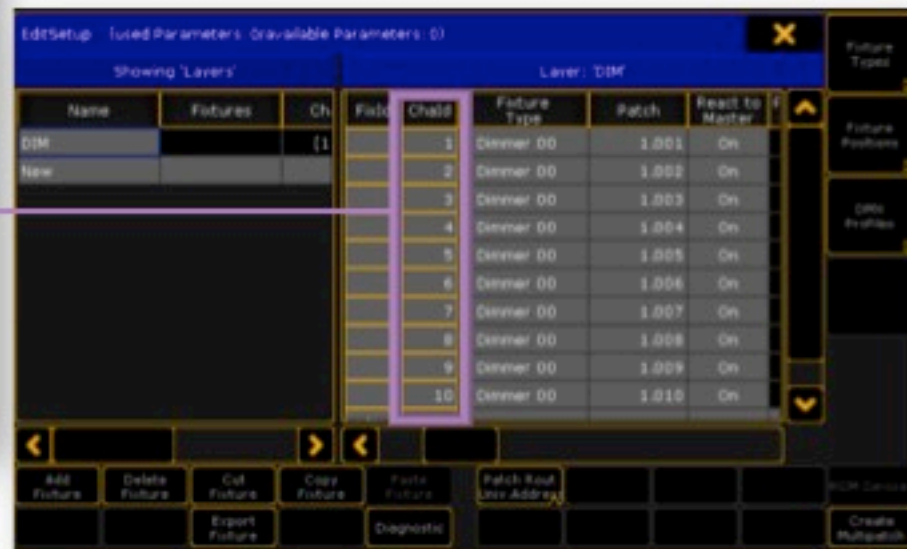 EditSetup (used Parameters: 0/available Parameters: 0)
Showing 'Layers'
Layer: 'DIM'
Name Fixtures Ch
DIM (1
New
FixId ChaId Fixture Type Patch React to Master
1 Dimmer 00 1.001 On
2 Dimmer 00 1.002 On
3 Dimmer 00 1.003 On
4 Dimmer 00 1.004 On
5 Dimmer 00 1.005 On
6 Dimmer 00 1.006 On
7 Dimmer 00 1.007 On
8 Dimmer 00 1.008 On
9 Dimmer 00 1.009 On
10 Dimmer 00 1.010 On
Fixture Types
Fixture Positions
DMX Profiles
Add Fixture
Delete Fixture
Cut Fixture
Copy Fixture
Paste Fixture
Patch
Univ.Address
RDM
Export Fixture
Diagnostic
Create Multipatch